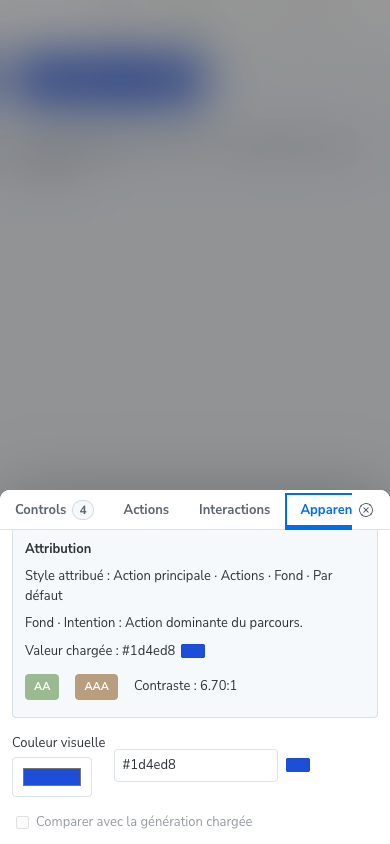 Controls 4 Actions Interactions Apparen
Attribution
Style attribué : Action principale · Actions · Fond · Par
défaut
Fond · Intention : Action dominante du parcours.
Valeur chargée : #1d4ed8
AA AAA Contraste : 6.70:1
Couleur visuelle
#1d4ed8
Comparer avec la génération chargée